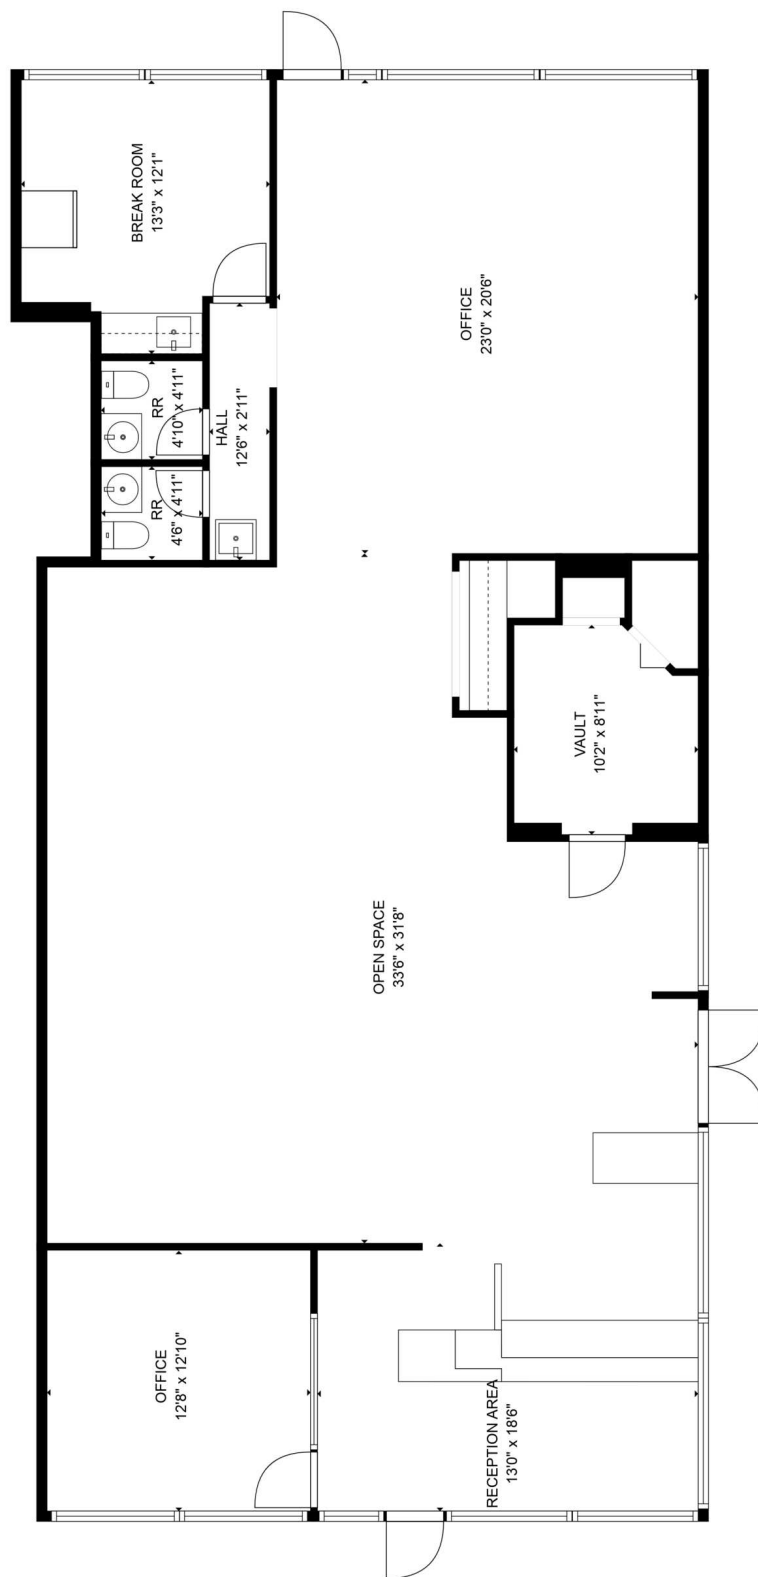 BREAK ROOM
13'3" x 12'1"
OFFICE
23'0" x 20'6"
RR
4'10" x 4'11"
HALL
12'6" x 2'11"
RR
4'6" x 4'11"
VAULT
10'2" x 8'11"
OPEN SPACE
33'6" x 31'8"
OFFICE
12'8" x 12'10"
RECEPTION AREA
13'0" x 18'6"